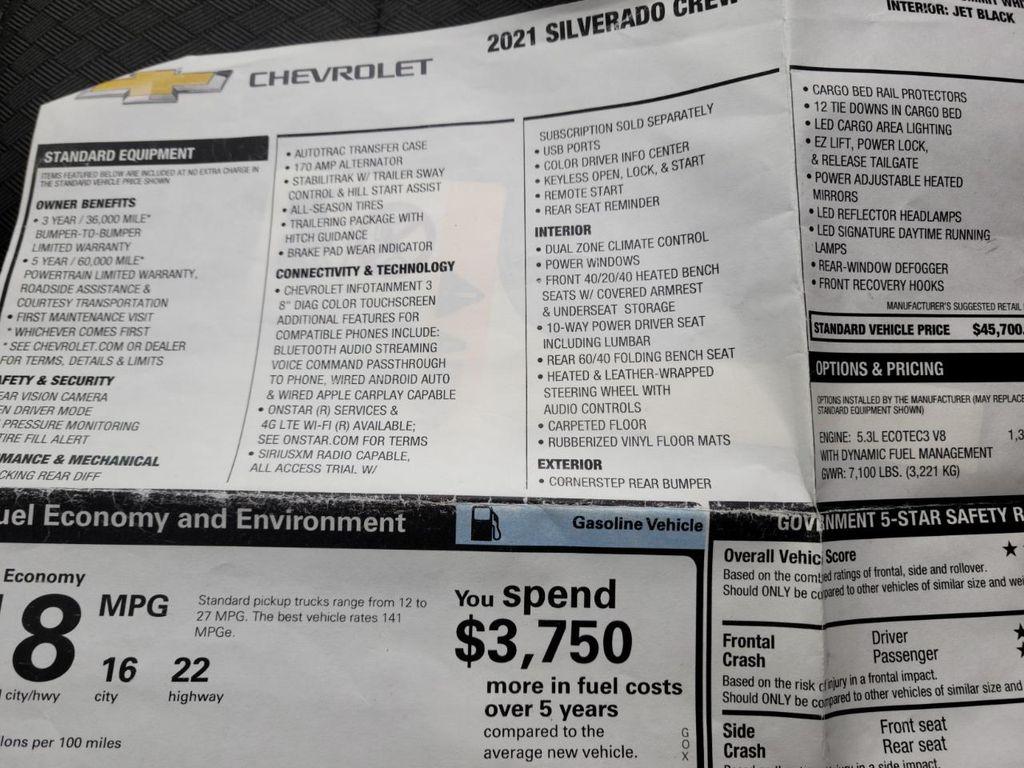 2021 SILVERADO CREW
INTERIOR: JET BLACK
CHEVROLET
STANDARD EQUIPMENT
ITEMS FEATURED BELOW ARE INCLUDED AT NO EXTRA CHARGE IN
THE STANDARD VEHICLE PRICE SHOWN
OWNER BENEFITS
• 3 YEAR / 36,000 MILE*
BUMPER-TO-BUMPER
LIMITED WARRANTY
• 5 YEAR / 60,000 MILE*
POWERTRAIN LIMITED WARRANTY,
ROADSIDE ASSISTANCE &
COURTESY TRANSPORTATION
• FIRST MAINTENANCE VISIT
* WHICHEVER COMES FIRST
* SEE CHEVROLET.COM OR DEALER
FOR TERMS, DETAILS & LIMITS
AFETY & SECURITY
EAR VISION CAMERA
EN DRIVER MODE
PRESSURE MONITORING
TIRE FILL ALERT
MANCE & MECHANICAL
CKING REAR DIFF
• AUTOTRAC TRANSFER CASE
• 170 AMP ALTERNATOR
• STABILITRAK W/ TRAILER SWAY
CONTROL & HILL START ASSIST
• ALL-SEASON TIRES
• TRAILERING PACKAGE WITH
HITCH GUIDANCE
• BRAKE PAD WEAR INDICATOR
CONNECTIVITY & TECHNOLOGY
• CHEVROLET INFOTAINMENT 3
8" DIAG COLOR TOUCHSCREEN
ADDITIONAL FEATURES FOR
COMPATIBLE PHONES INCLUDE:
BLUETOOTH AUDIO STREAMING
VOICE COMMAND PASSTHROUGH
TO PHONE, WIRED ANDROID AUTO
& WIRED APPLE CARPLAY CAPABLE
• ONSTAR (R) SERVICES &
4G LTE WI-FI (R) AVAILABLE;
SEE ONSTAR.COM FOR TERMS
• SIRIUSXM RADIO CAPABLE,
ALL ACCESS TRIAL W/
SUBSCRIPTION SOLD SEPARATELY
• USB PORTS
• COLOR DRIVER INFO CENTER
• KEYLESS OPEN, LOCK, & START
• REMOTE START
• REAR SEAT REMINDER
INTERIOR
• DUAL ZONE CLIMATE CONTROL
• POWER WINDOWS
• FRONT 40/20/40 HEATED BENCH
SEATS W/ COVERED ARMREST
& UNDERSEAT STORAGE
• 10-WAY POWER DRIVER SEAT
INCLUDING LUMBAR
• REAR 60/40 FOLDING BENCH SEAT
• HEATED & LEATHER-WRAPPED
STEERING WHEEL WITH
AUDIO CONTROLS
• CARPETED FLOOR
• RUBBERIZED VINYL FLOOR MATS
EXTERIOR
• CORNERSTEP REAR BUMPER
• CARGO BED RAIL PROTECTORS
• 12 TIE DOWNS IN CARGO BED
• LED CARGO AREA LIGHTING
• EZ LIFT, POWER LOCK,
& RELEASE TAILGATE
• POWER ADJUSTABLE HEATED
MIRRORS
• LED REFLECTOR HEADLAMPS
• LED SIGNATURE DAYTIME RUNNING
LAMPS
• REAR-WINDOW DEFOGGER
• FRONT RECOVERY HOOKS
MANUFACTURER'S SUGGESTED RETAIL
STANDARD VEHICLE PRICE $45,700.
OPTIONS & PRICING
OPTIONS INSTALLED BY THE MANUFACTURER (MAY REPLACE
STANDARD EQUIPMENT SHOWN)
ENGINE: 5.3L ECOTEC3 V8 1,3
WITH DYNAMIC FUEL MANAGEMENT
GVWR: 7,100 LBS. (3,221 KG)
uel Economy and Environment
Gasoline Vehicle
Economy
8 MPG
city/hwy
16
city
22
highway
lons per 100 miles
Standard pickup trucks range from 12 to
27 MPG. The best vehicle rates 141
MPGe.
You spend
$3,750
more in fuel costs
over 5 years
compared to the
average new vehicle.
GOX
GOVERNMENT 5-STAR SAFETY R
Overall Vehic Score ★
Based on the combined ratings of frontal, side and rollover.
Should ONLY be compared to other vehicles of similar size and wei
Frontal
Crash
Driver ★
Passenger ★
Based on the risk of injury in a frontal impact.
Should ONLY be compared to other vehicles of similar size and
Side
Crash
Front seat
Rear seat
injury in a side impact.